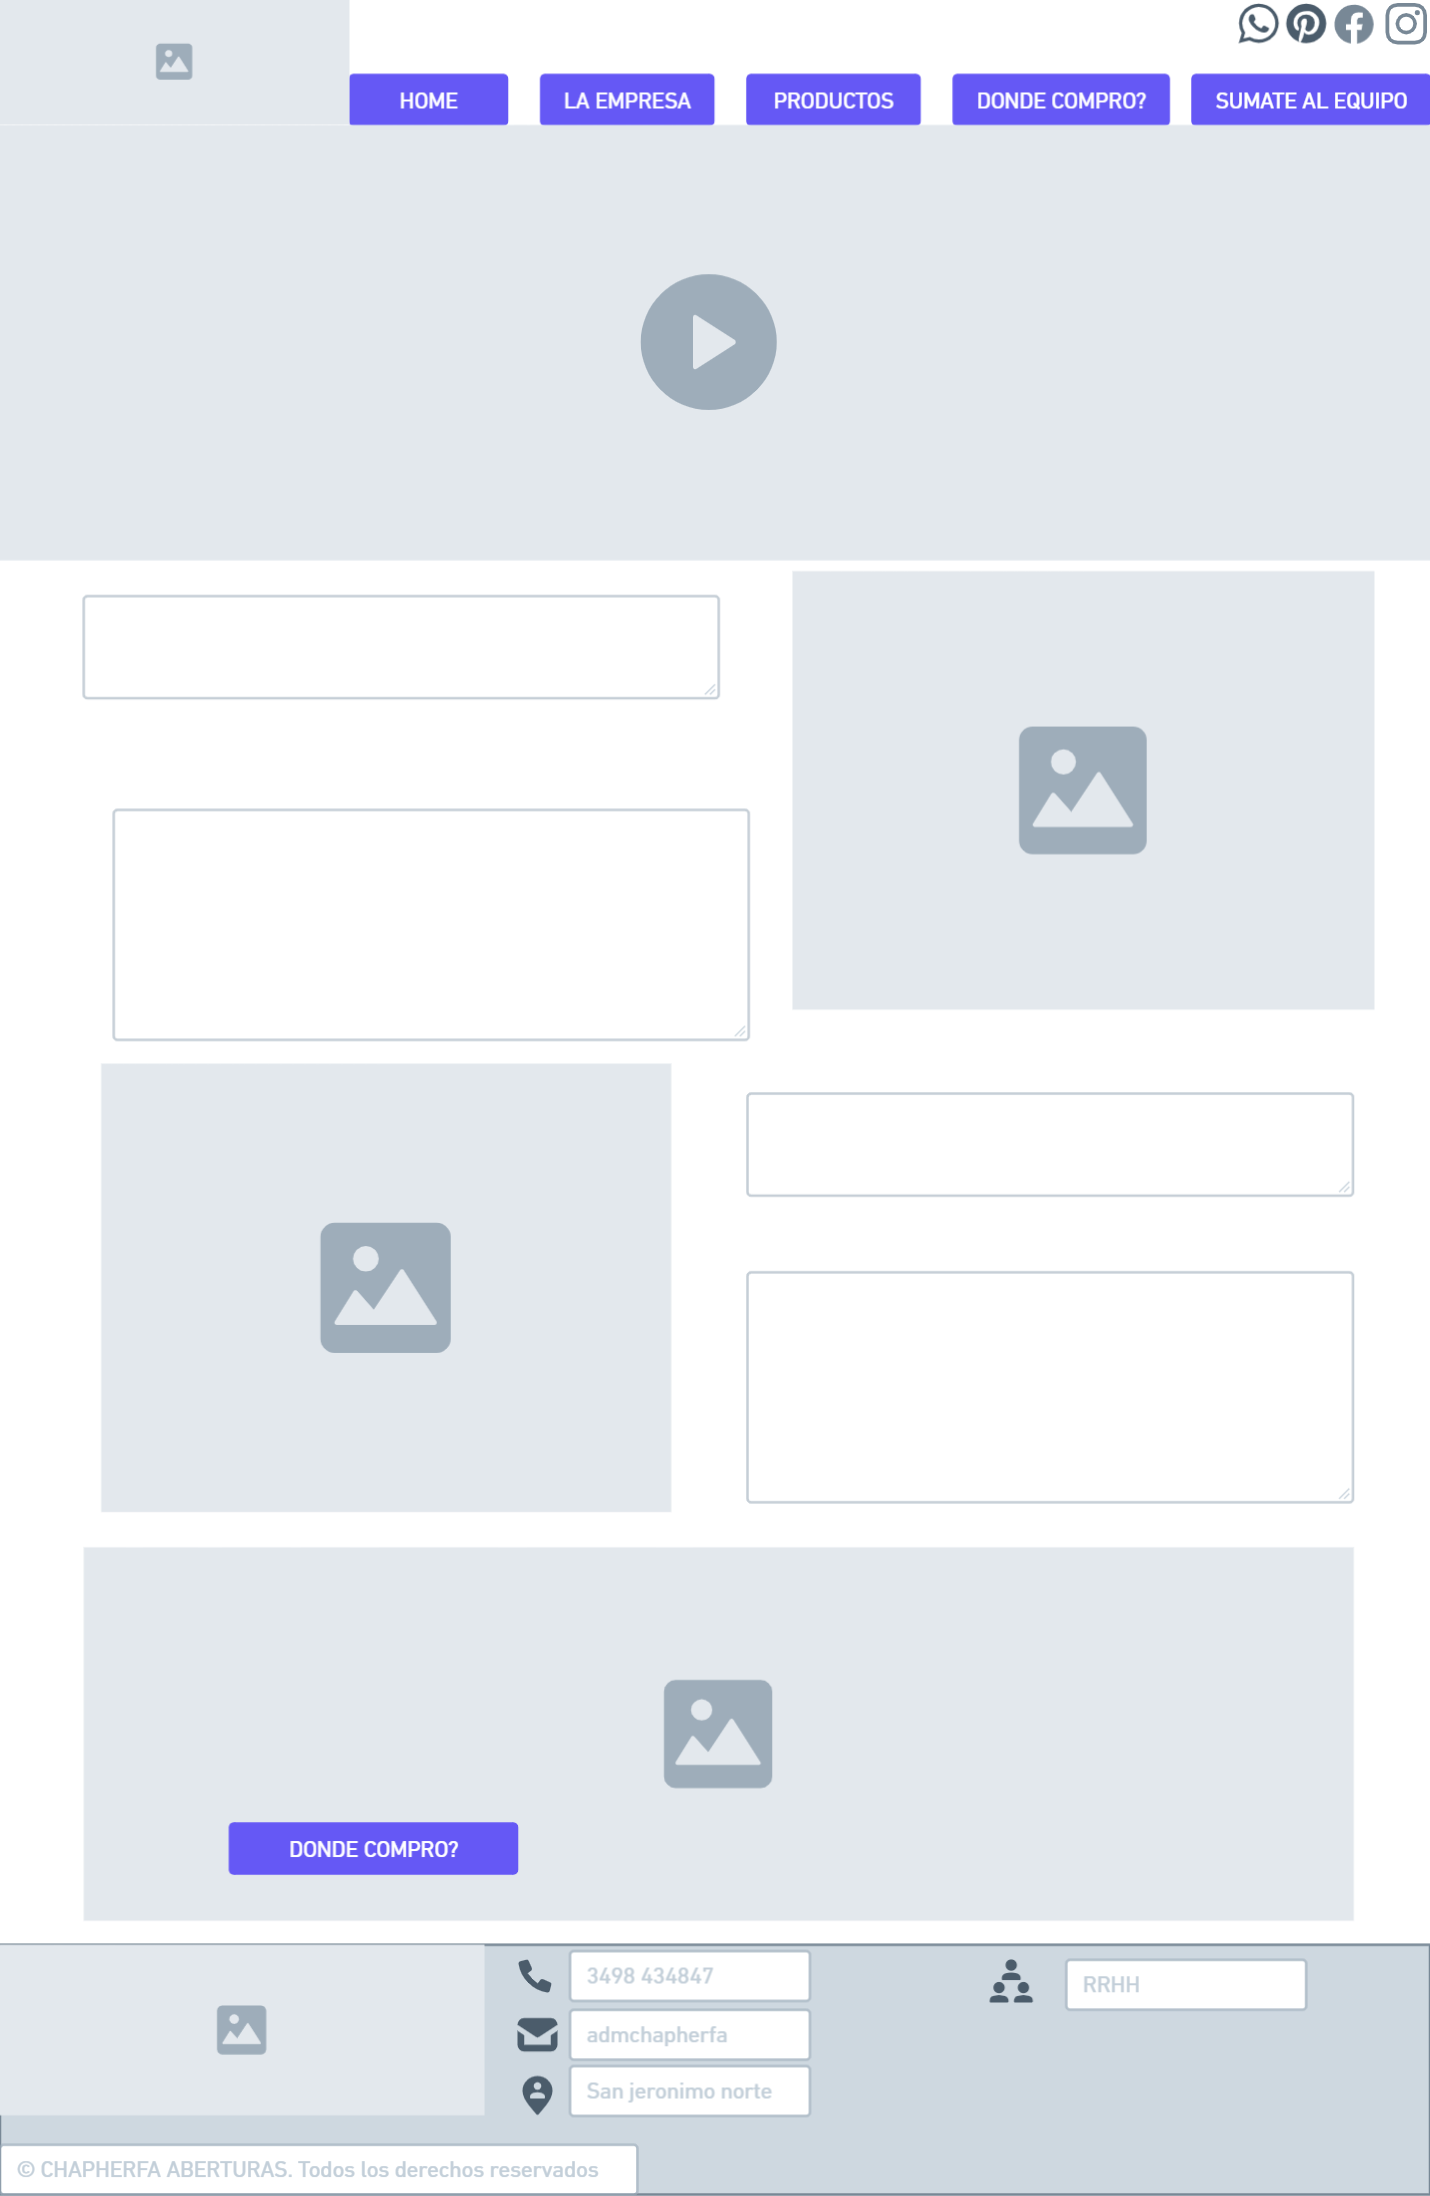 HOME
LA EMPRESA
PRODUCTOS
DONDE COMPRO?
SUMATE AL EQUIPO
DONDE COMPRO?
3498 434847
RRHH
admchapherfa
San jeronimo norte
© CHAPHERFA ABERTURAS. Todos los derechos reservados